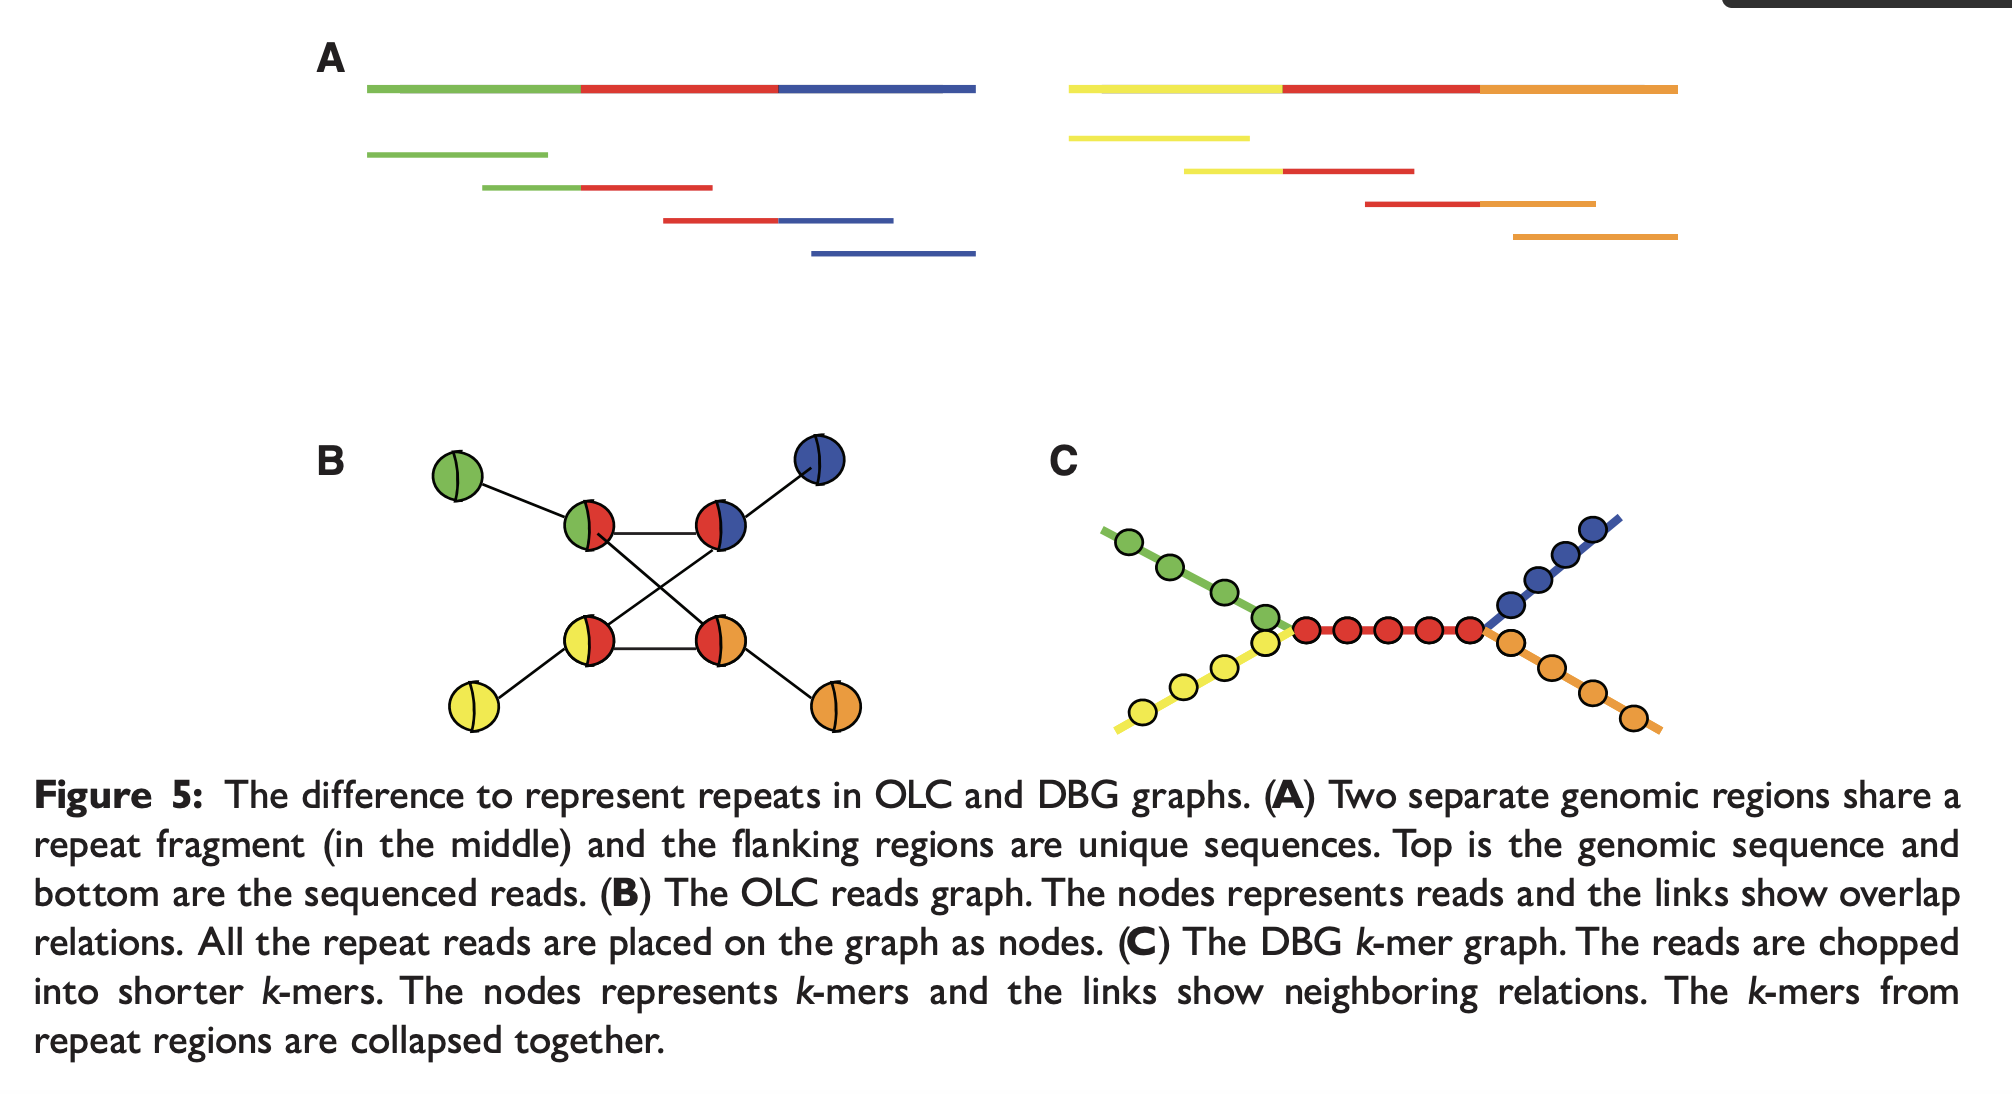 A
B
C
Figure 5: The difference to represent repeats in OLC and DBG graphs. (A) Two separate genomic regions share a
repeat fragment (in the middle) and the flanking regions are unique sequences. Top is the genomic sequence and
bottom are the sequenced reads. (B) The OLC reads graph. The nodes represents reads and the links show overlap
relations. All the repeat reads are placed on the graph as nodes. (C) The DBG k-mer graph. The reads are chopped
into shorter k-mers. The nodes represents k-mers and the links show neighboring relations. The k-mers from
repeat regions are collapsed together.